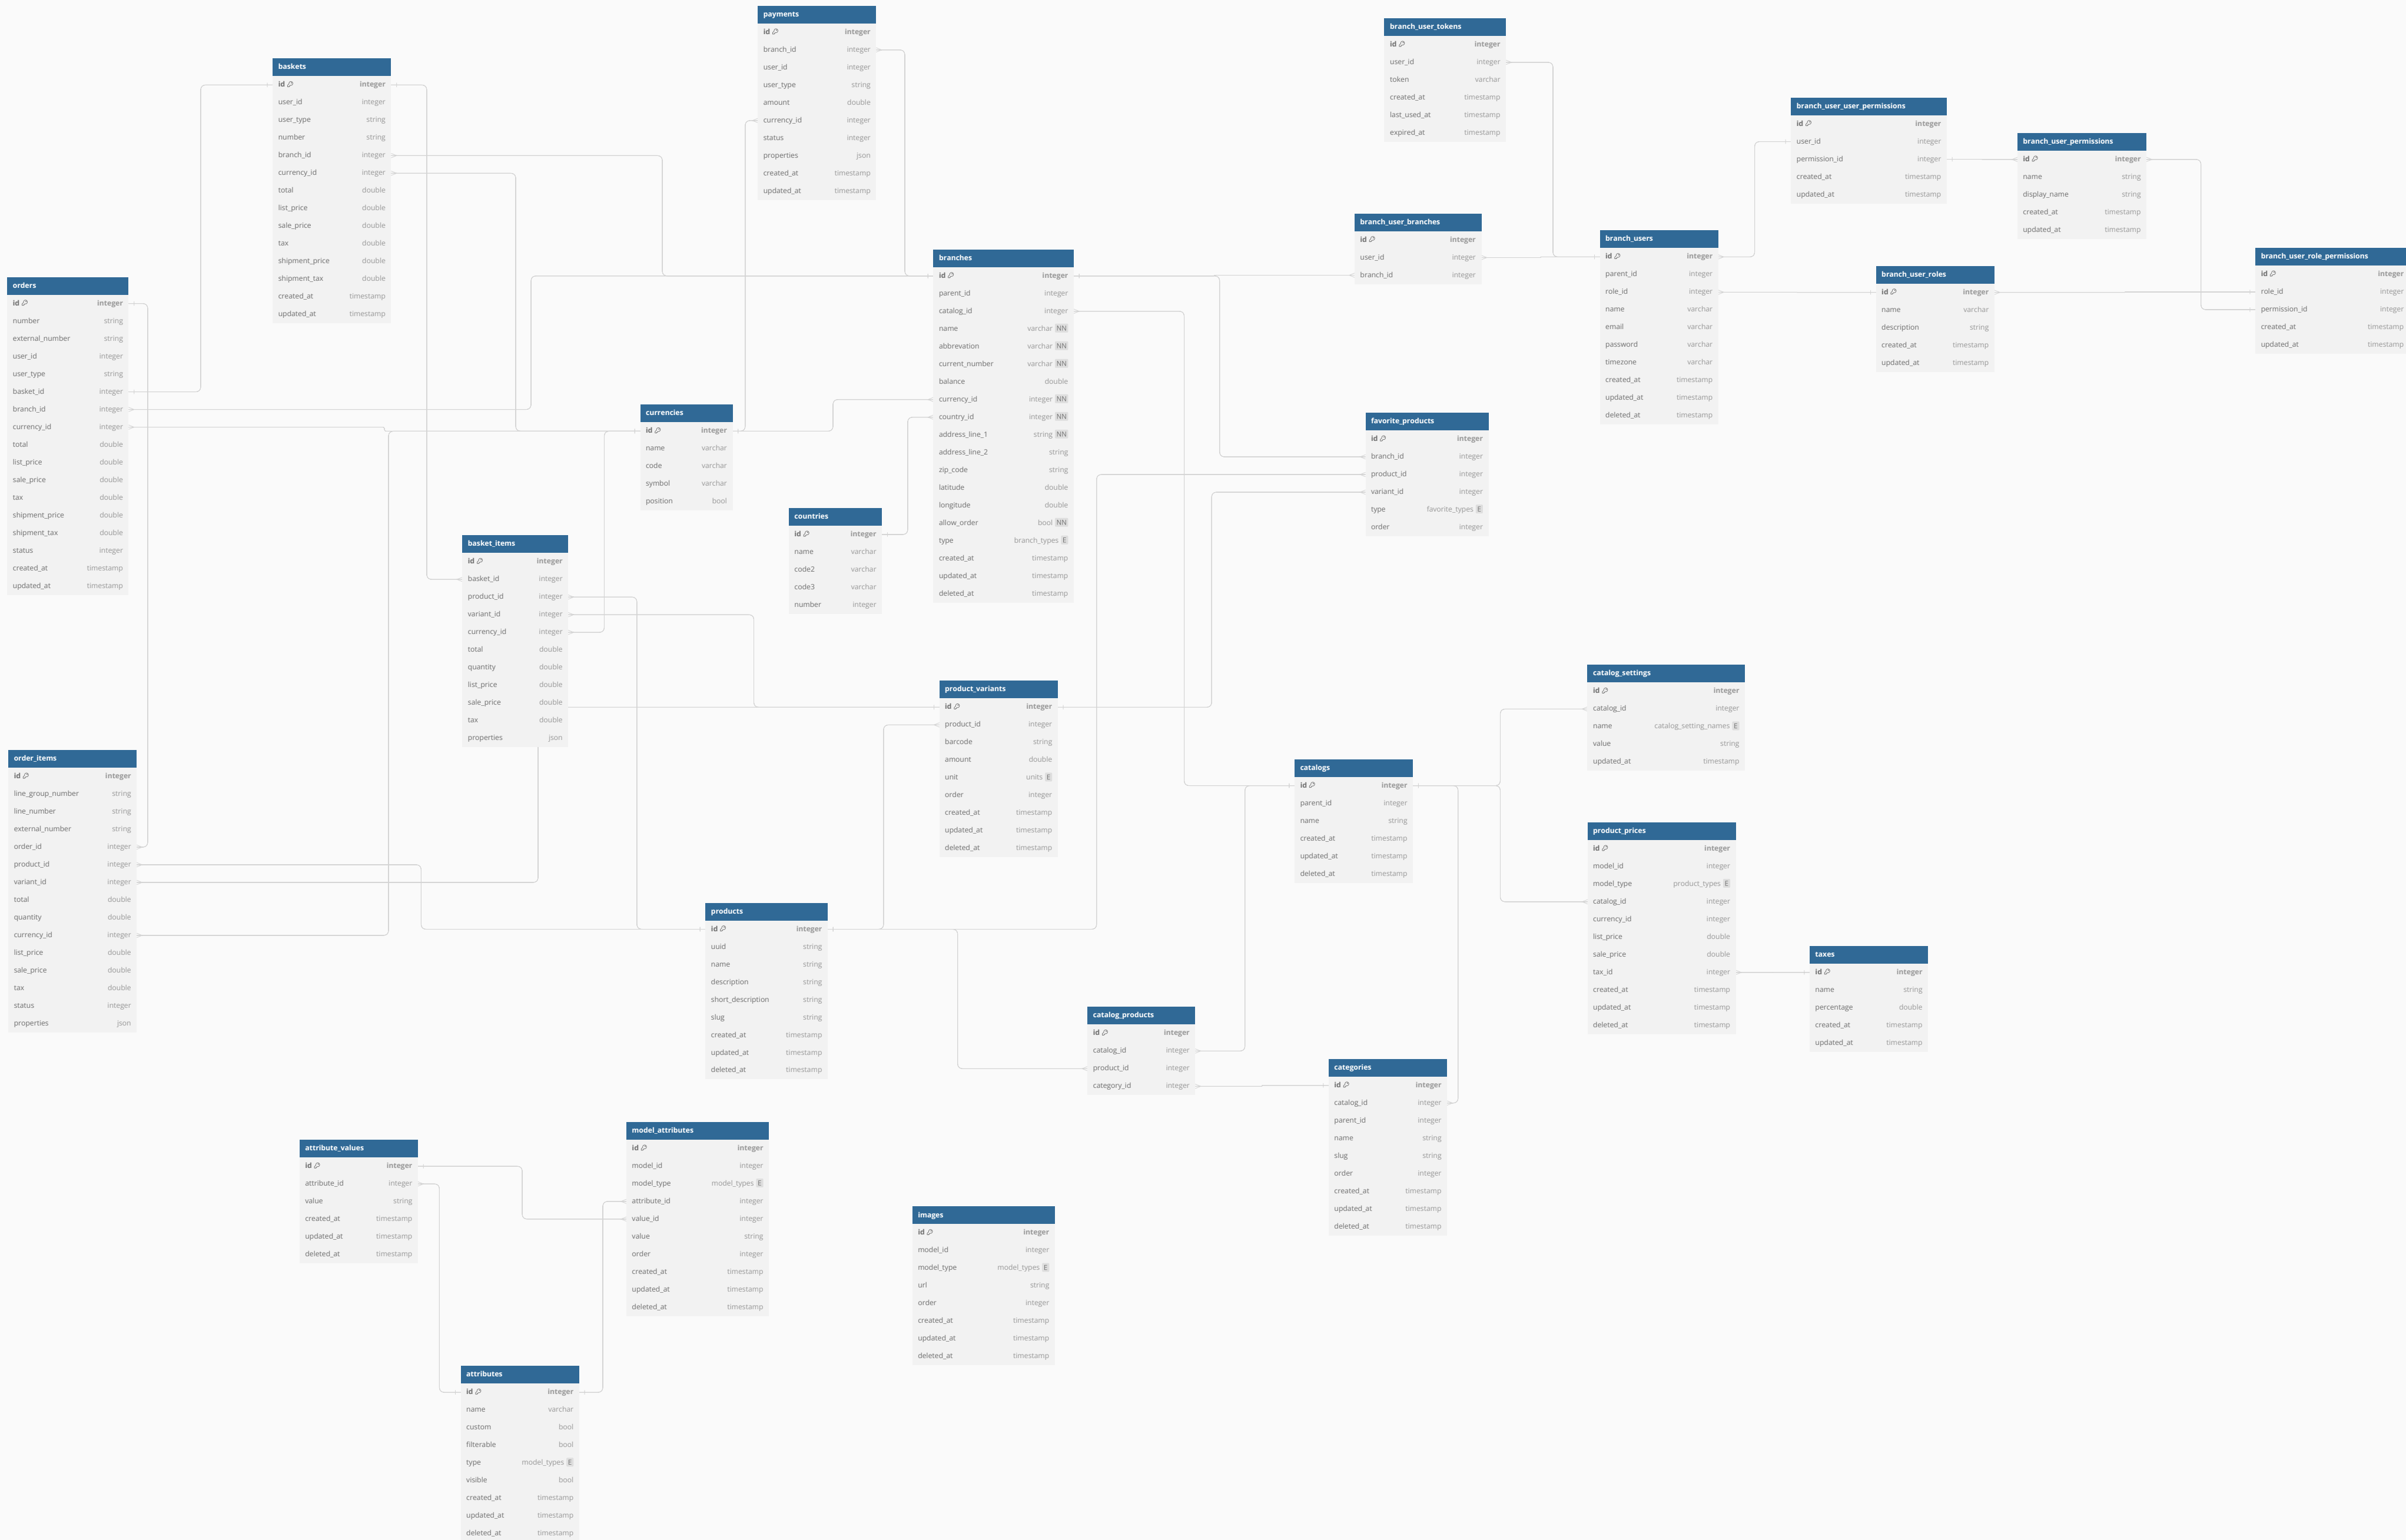 payments
id integer
branch_id integer
user_id integer
user_type string
amount double
currency_id integer
status integer
properties json
created_at timestamp
updated_at timestamp
branch_user_tokens
id integer
user_id integer
token varchar
created_at timestamp
last_used_at timestamp
expired_at timestamp
baskets
id integer
user_id integer
user_type string
number string
branch_id integer
currency_id integer
total double
list_price double
sale_price double
tax double
shipment_price double
shipment_tax double
created_at timestamp
updated_at timestamp
branch_user_user_permissions
id integer
user_id integer
permission_id integer
created_at timestamp
updated_at timestamp
branch_user_permissions
id integer
name string
display_name string
created_at timestamp
updated_at timestamp
branch_user_branches
id integer
user_id integer
branch_id integer
branch_users
id integer
parent_id integer
role_id integer
name varchar
email varchar
password varchar
timezone varchar
created_at timestamp
updated_at timestamp
deleted_at timestamp
branch_user_role_permissions
id integer
role_id integer
permission_id integer
created_at timestamp
updated_at timestamp
branches
id integer
parent_id integer
catalog_id integer
name varchar NN
abbrevation varchar NN
current_number varchar NN
balance double
currency_id integer NN
country_id integer NN
address_line_1 string NN
address_line_2 string
zip_code string
latitude double
longitude double
allow_order bool NN
type branch_types E
created_at timestamp
updated_at timestamp
deleted_at timestamp
branch_user_roles
id integer
name varchar
description string
created_at timestamp
updated_at timestamp
orders
id integer
number string
external_number string
user_id integer
user_type string
basket_id integer
branch_id integer
currency_id integer
total double
list_price double
sale_price double
tax double
shipment_price double
shipment_tax double
status integer
created_at timestamp
updated_at timestamp
currencies
id integer
name varchar
code varchar
symbol varchar
position bool
favorite_products
id integer
branch_id integer
product_id integer
variant_id integer
type favorite_types E
order integer
countries
id integer
name varchar
code2 varchar
code3 varchar
number integer
basket_items
id integer
basket_id integer
product_id integer
variant_id integer
currency_id integer
total double
quantity double
list_price double
sale_price double
tax double
properties json
catalog_settings
id integer
catalog_id integer
name catalog_setting_names E
value string
updated_at timestamp
product_variants
id integer
product_id integer
barcode string
amount double
unit units E
order integer
created_at timestamp
updated_at timestamp
deleted_at timestamp
order_items
id integer
line_group_number string
line_number string
external_number string
order_id integer
product_id integer
variant_id integer
total double
quantity double
currency_id integer
list_price double
sale_price double
tax double
status integer
properties json
catalogs
id integer
parent_id integer
name string
created_at timestamp
updated_at timestamp
deleted_at timestamp
product_prices
id integer
model_id integer
model_type product_types E
catalog_id integer
currency_id integer
list_price double
sale_price double
tax_id integer
created_at timestamp
updated_at timestamp
deleted_at timestamp
products
id integer
uuid string
name string
description string
short_description string
slug string
created_at timestamp
updated_at timestamp
deleted_at timestamp
taxes
id integer
name string
percentage double
created_at timestamp
updated_at timestamp
catalog_products
id integer
catalog_id integer
product_id integer
category_id integer
categories
id integer
catalog_id integer
parent_id integer
name string
slug string
order integer
created_at timestamp
updated_at timestamp
deleted_at timestamp
model_attributes
id integer
model_id integer
model_type model_types E
attribute_id integer
value_id integer
value string
order integer
created_at timestamp
updated_at timestamp
deleted_at timestamp
attribute_values
id integer
attribute_id integer
value string
created_at timestamp
updated_at timestamp
deleted_at timestamp
images
id integer
model_id integer
model_type model_types E
url string
order integer
created_at timestamp
updated_at timestamp
deleted_at timestamp
attributes
id integer
name varchar
custom bool
filterable bool
type model_types E
visible bool
created_at timestamp
updated_at timestamp
deleted_at timestamp